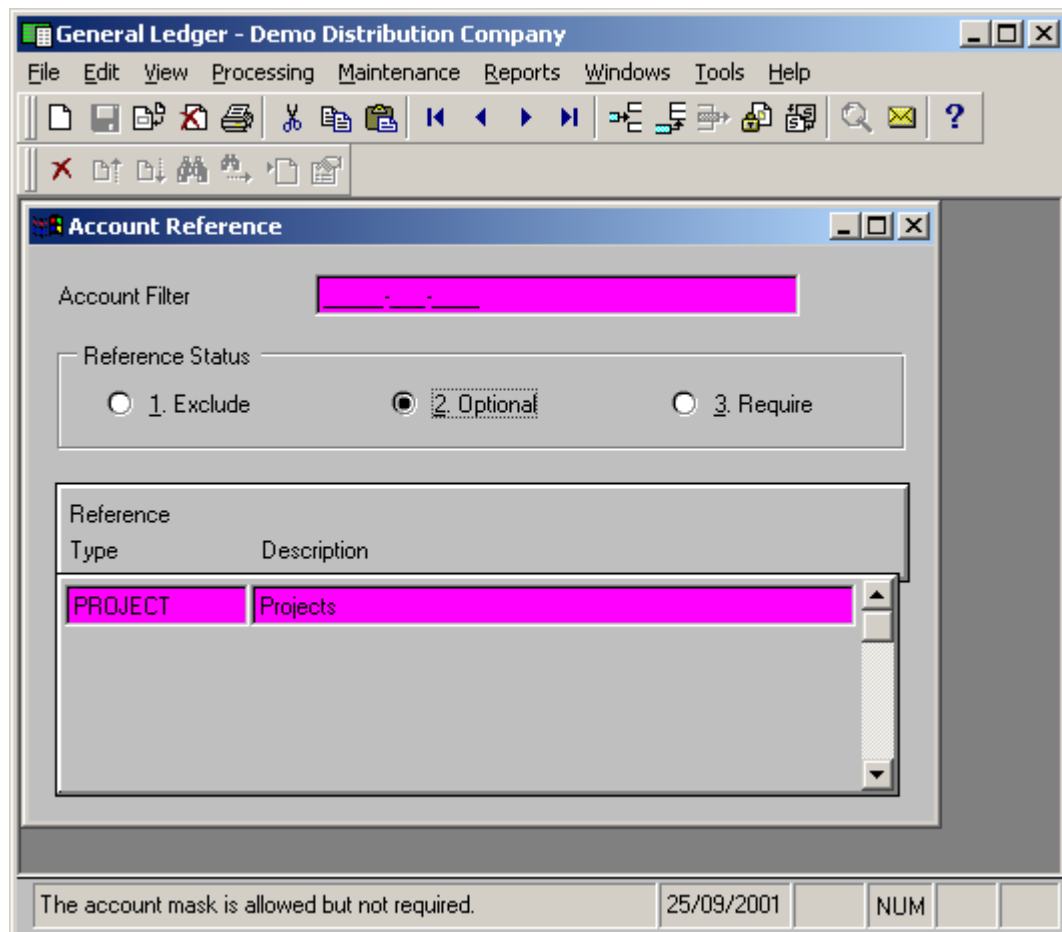 General Ledger - Demo Distribution Company
File Edit View Processing Maintenance Reports Windows Tools Help
Account Reference
Account Filter _____-___-____
Reference Status
1. Exclude 2. Optional 3. Require
Reference
Type Description
PROJECT Projects
The account mask is allowed but not required. 25/09/2001 NUM